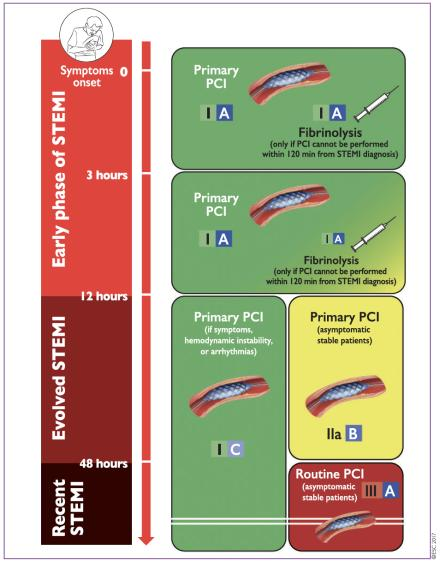 Symptoms
onset
0
Early phase of STEMI
3 hours
12 hours
Evolved STEMI
48 hours
Recent
STEMI
Primary
PCI
I A
I A
Fibrinolysis
(only if PCI cannot be performed
within 120 min from STEMI diagnosis)
Primary
PCI
I A
I A
Fibrinolysis
(only if PCI cannot be performed
within 120 min from STEMI diagnosis)
Primary PCI
(if symptoms,
hemodynamic instability,
or arrhythmias)
I C
Primary PCI
(asymptomatic
stable patients)
IIa B
Routine PCI
(asymptomatic
stable patients)
III A
©ESC 2017